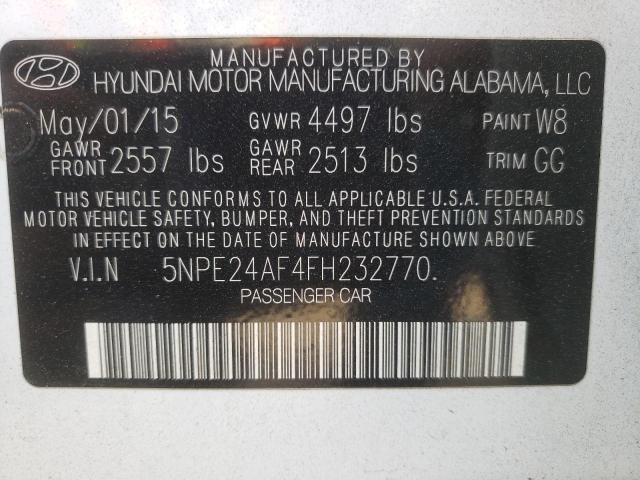 MANUFACTURED BY
HYUNDAI MOTOR MANUFACTURING ALABAMA, LLC
May/01/15 GVWR 4497 lbs PAINT W8
GAWR FRONT 2557 lbs GAWR REAR 2513 lbs TRIM GG
THIS VEHICLE CONFORMS TO ALL APPLICABLE U.S.A. FEDERAL
MOTOR VEHICLE SAFETY, BUMPER, AND THEFT PREVENTION STANDARDS
IN EFFECT ON THE DATE OF MANUFACTURE SHOWN ABOVE.
V.I.N 5NPE24AF4FH232770.
PASSENGER CAR